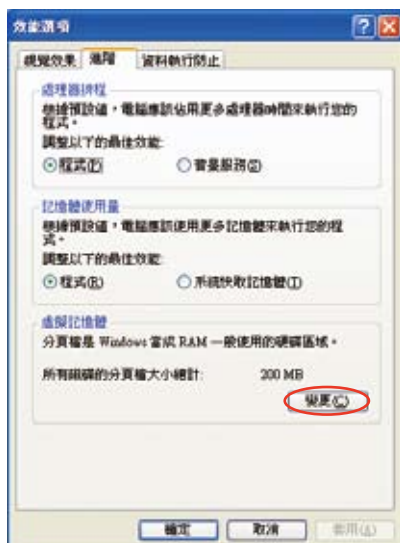 效能選項
視覺效果 進階 資料執行防止
處理器排程
根據預設值，電腦應該佔用更多處理器時間來執行您的
程式。
調整以下的最佳效能:
程式(P) 背景服務(S)
記憶體使用量
根據預設值，電腦應該使用更多記憶體來執行您的程
式。
調整以下的最佳效能:
程式(R) 系統快取記憶體(T)
虛擬記憶體
分頁檔是 Windows 當成 RAM 一般使用的硬碟區域。
所有磁碟的分頁檔大小總計: 200 MB
變更(C)
確定 取消 套用(A)